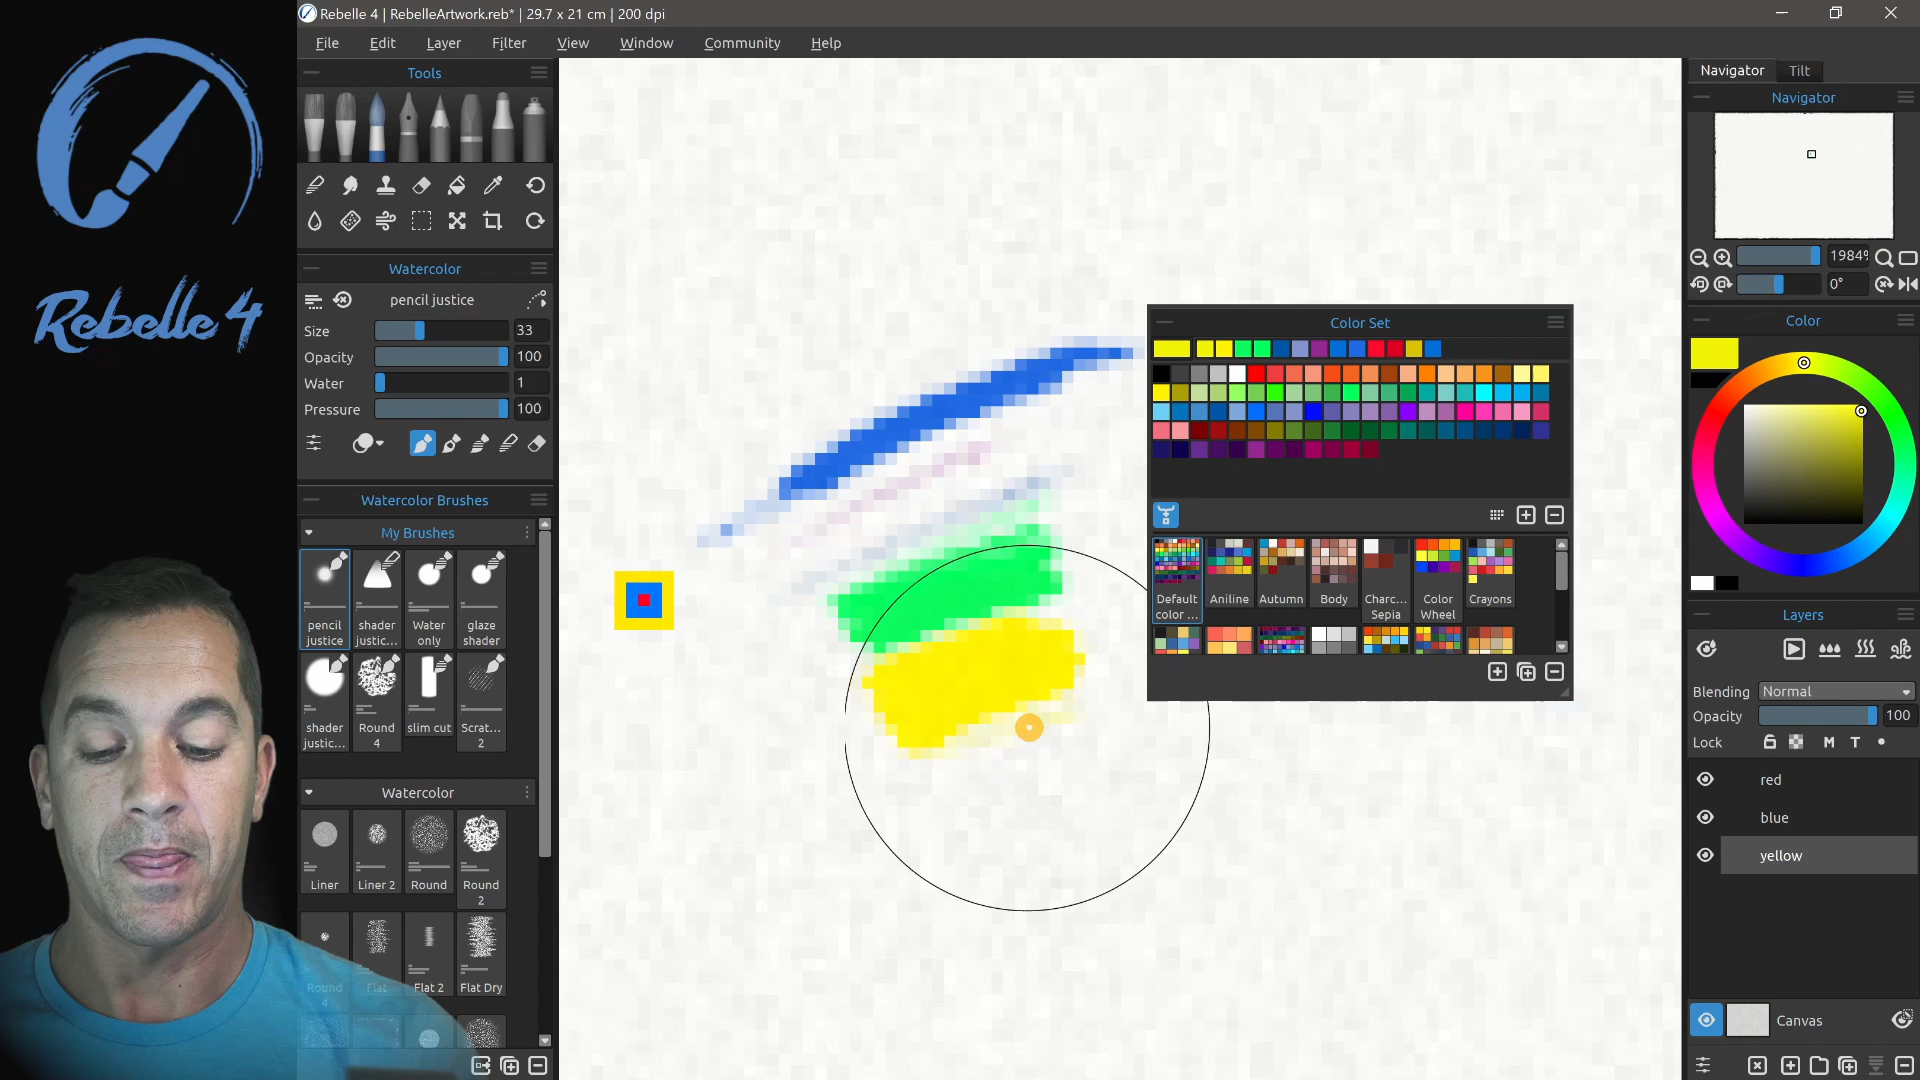 Rebelle 4 | RebelleArtwork.reb* | 29.7 x 21 cm | 200 dpi
File Edit Layer Filter View Window Community Help
Rebelle 4
Tools
Watercolor
pencil justice
Size 33
Opacity 100
Water 1
Pressure 100
Watercolor Brushes
My Brushes
pencil justice
shader justic...
Water only
glaze shader
shader justic...
Round 4
slim cut
Scrat... 2
Watercolor
Liner
Liner 2
Round
Round 2
Round 4
Flat
Flat 2
Flat Dry
Color Set
Default color ...
Aniline
Autumn
Body
Charc... Sepia
Color Wheel
Crayons
Navigator Tilt
Navigator
1984%
0°
Color
Layers
Blending Normal
Opacity 100
Lock M T
red
blue
yellow
Canvas